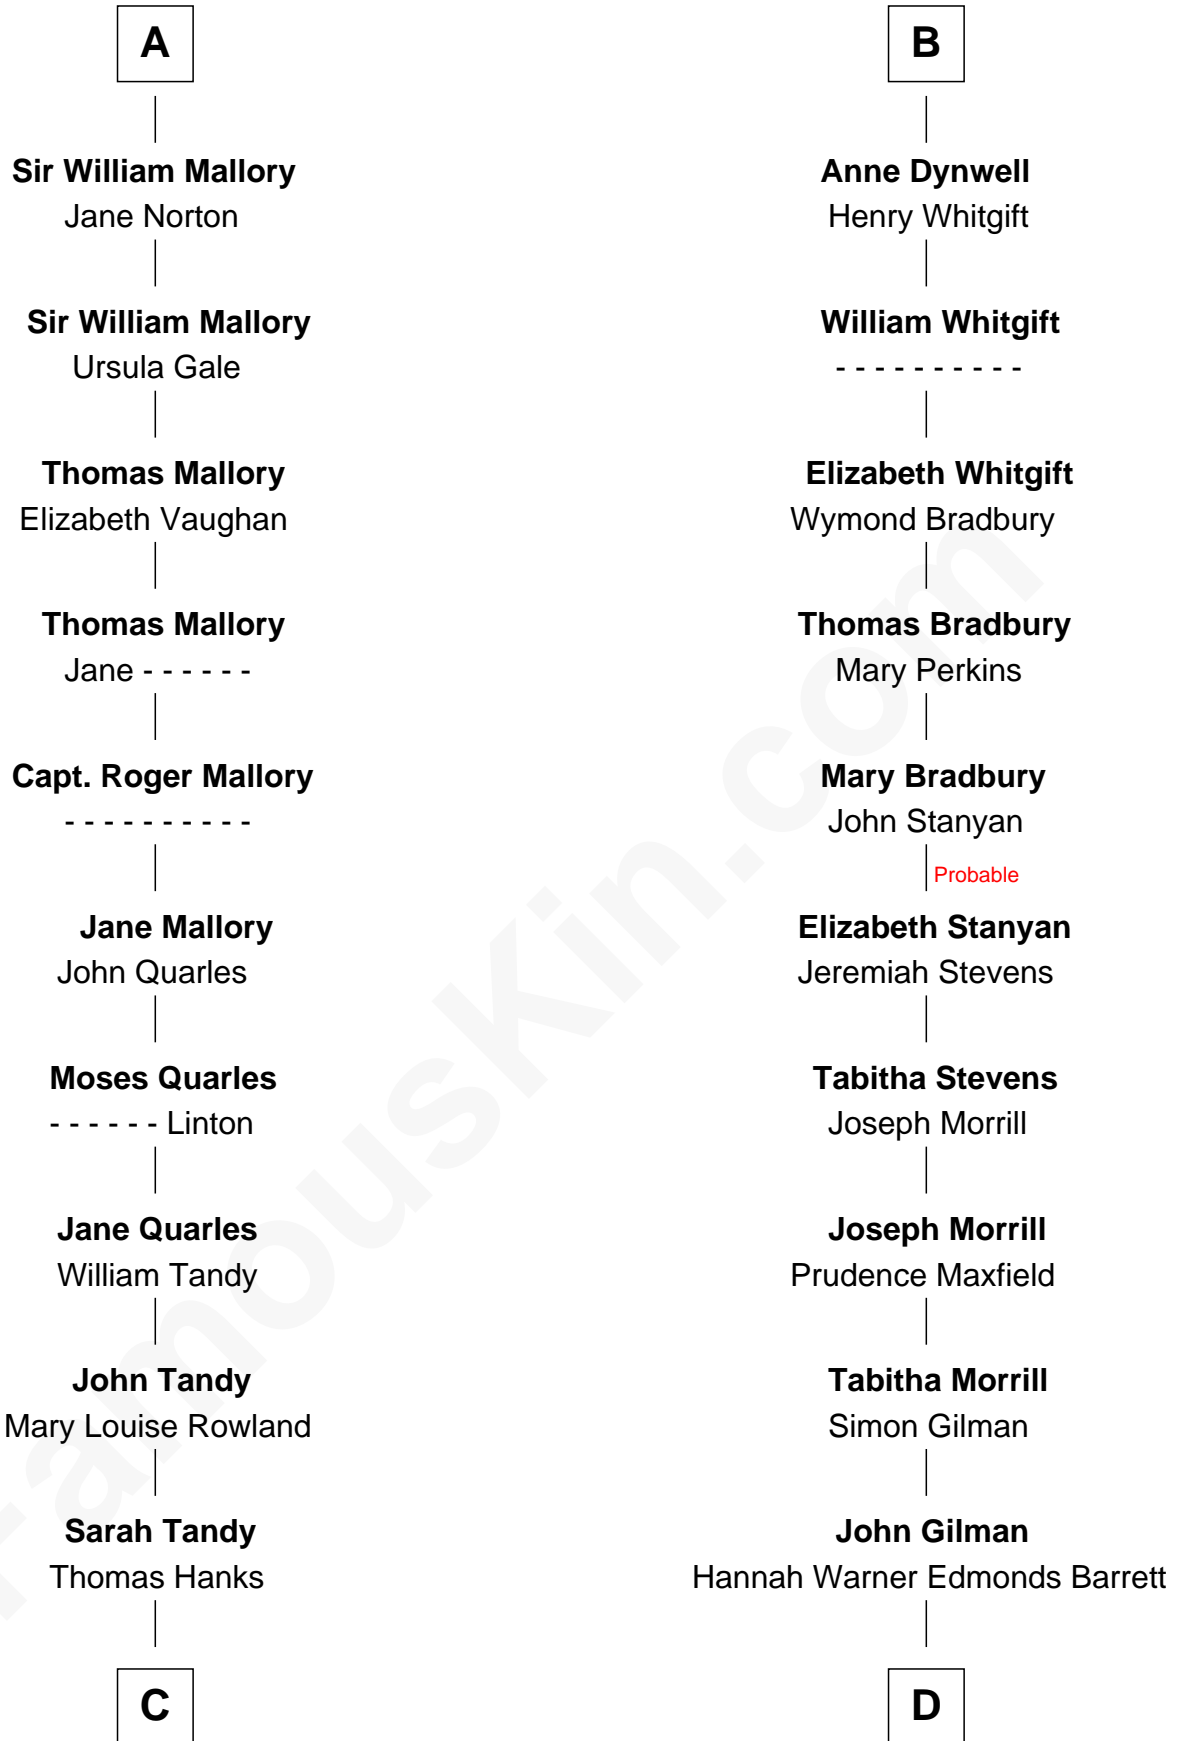 A
Sir William Mallory
Jane Norton
Sir William Mallory
Ursula Gale
Thomas Mallory
Elizabeth Vaughan
Thomas Mallory
Jane - - - - - -
Capt. Roger Mallory
- - - - - - - - - -
Jane Mallory
John Quarles
Moses Quarles
- - - - - - Linton
Jane Quarles
William Tandy
John Tandy
Mary Louise Rowland
Sarah Tandy
Thomas Hanks
C
B
Anne Dynwell
Henry Whitgift
William Whitgift
- - - - - - - - - -
Elizabeth Whitgift
Wymond Bradbury
Thomas Bradbury
Mary Perkins
Mary Bradbury
John Stanyan
Probable
Elizabeth Stanyan
Jeremiah Stevens
Tabitha Stevens
Joseph Morrill
Joseph Morrill
Prudence Maxfield
Tabitha Morrill
Simon Gilman
John Gilman
Hannah Warner Edmonds Barrett
D
FamousKin.com